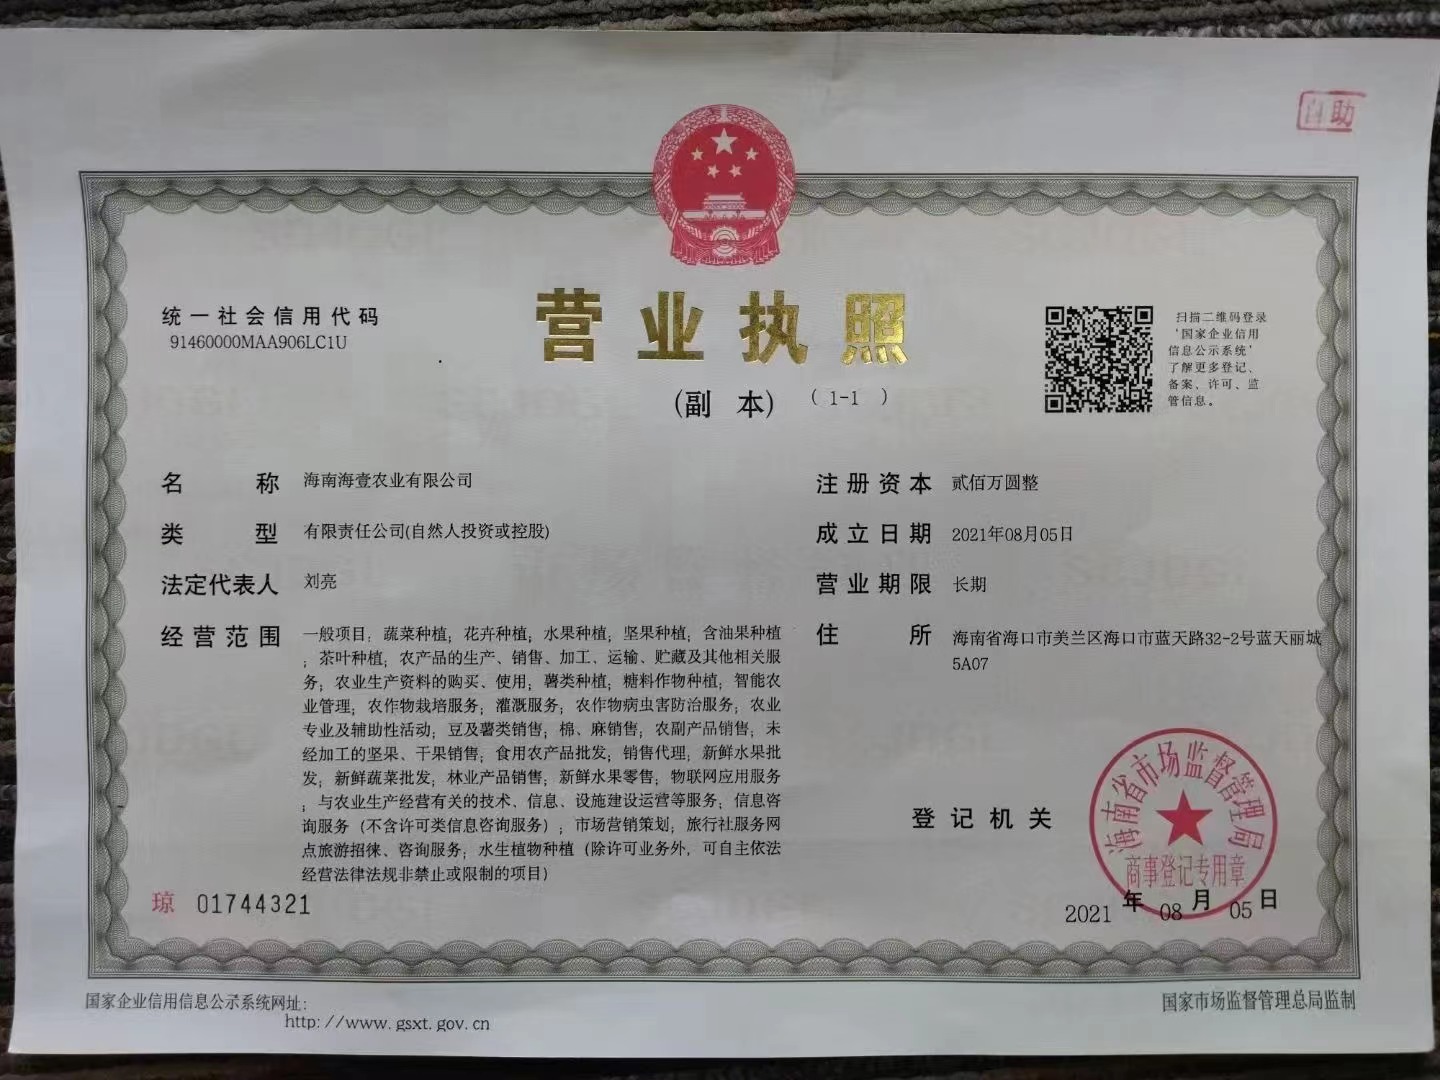 自助
统一社会信用代码
91460000MAA906LC1U
营业执照
(副 本) (1-1 )
扫描二维码登录
‘国家企业信用
信息公示系统’
了解更多登记、
备案、许可、监
管信息。
名 称 海南海壹农业有限公司
类 型 有限责任公司(自然人投资或控股)
法定代表人 刘亮
经营范围 一般项目：蔬菜种植；花卉种植；水果种植；坚果种植；含油果种植
；茶叶种植；农产品的生产、销售、加工、运输、贮藏及其他相关服
务；农业生产资料的购买、使用；薯类种植；糖料作物种植；智能农
业管理；农作物栽培服务；灌溉服务；农作物病虫害防治服务；农业
专业及辅助性活动；豆及薯类销售；棉、麻销售；农副产品销售；未
经加工的坚果、干果销售；食用农产品批发；销售代理；新鲜水果批
发；新鲜蔬菜批发；林业产品销售；新鲜水果零售；物联网应用服务
；与农业生产经营有关的技术、信息、设施建设运营等服务；信息咨
询服务（不含许可类信息咨询服务）；市场营销策划；旅行社服务网
点旅游招徕、咨询服务；水生植物种植（除许可业务外，可自主依法
经营法律法规非禁止或限制的项目）
注册资本 贰佰万圆整
成立日期 2021年08月05日
营业期限 长期
住 所 海南省海口市美兰区海口市蓝天路32-2号蓝天丽城
5A07
登记机关
海南省市场监督管理局
商事登记专用章
2021 年 08 月 05 日
琼 01744321
国家企业信用信息公示系统网址：
http://www.gsxt.gov.cn
国家市场监督管理总局监制